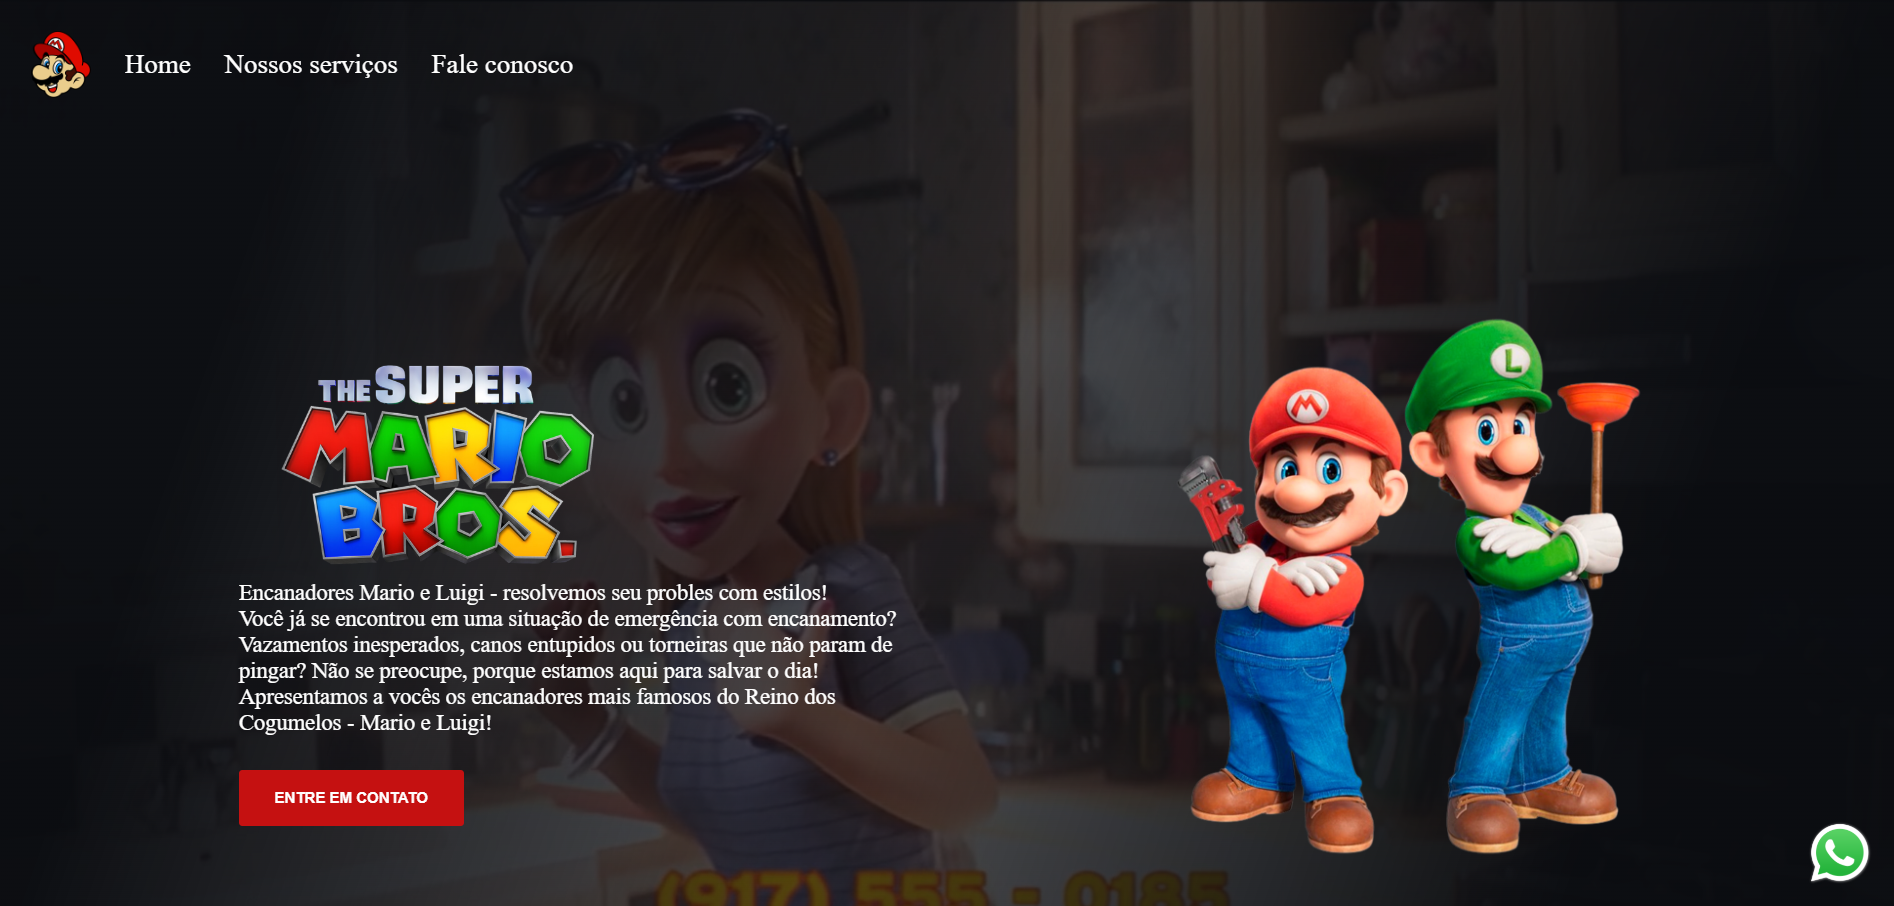 Home
Nossos serviços
Fale conosco
THE SUPER
MARIO
BROS.
M
L
Encanadores Mario e Luigi - resolvemos seu probles com estilos!
Você já se encontrou em uma situação de emergência com encanamento?
Vazamentos inesperados, canos entupidos ou torneiras que não param de
pingar? Não se preocupe, porque estamos aqui para salvar o dia!
Apresentamos a vocês os encanadores mais famosos do Reino dos
Cogumelos - Mario e Luigi!
ENTRE EM CONTATO
(917) 555 - 0185